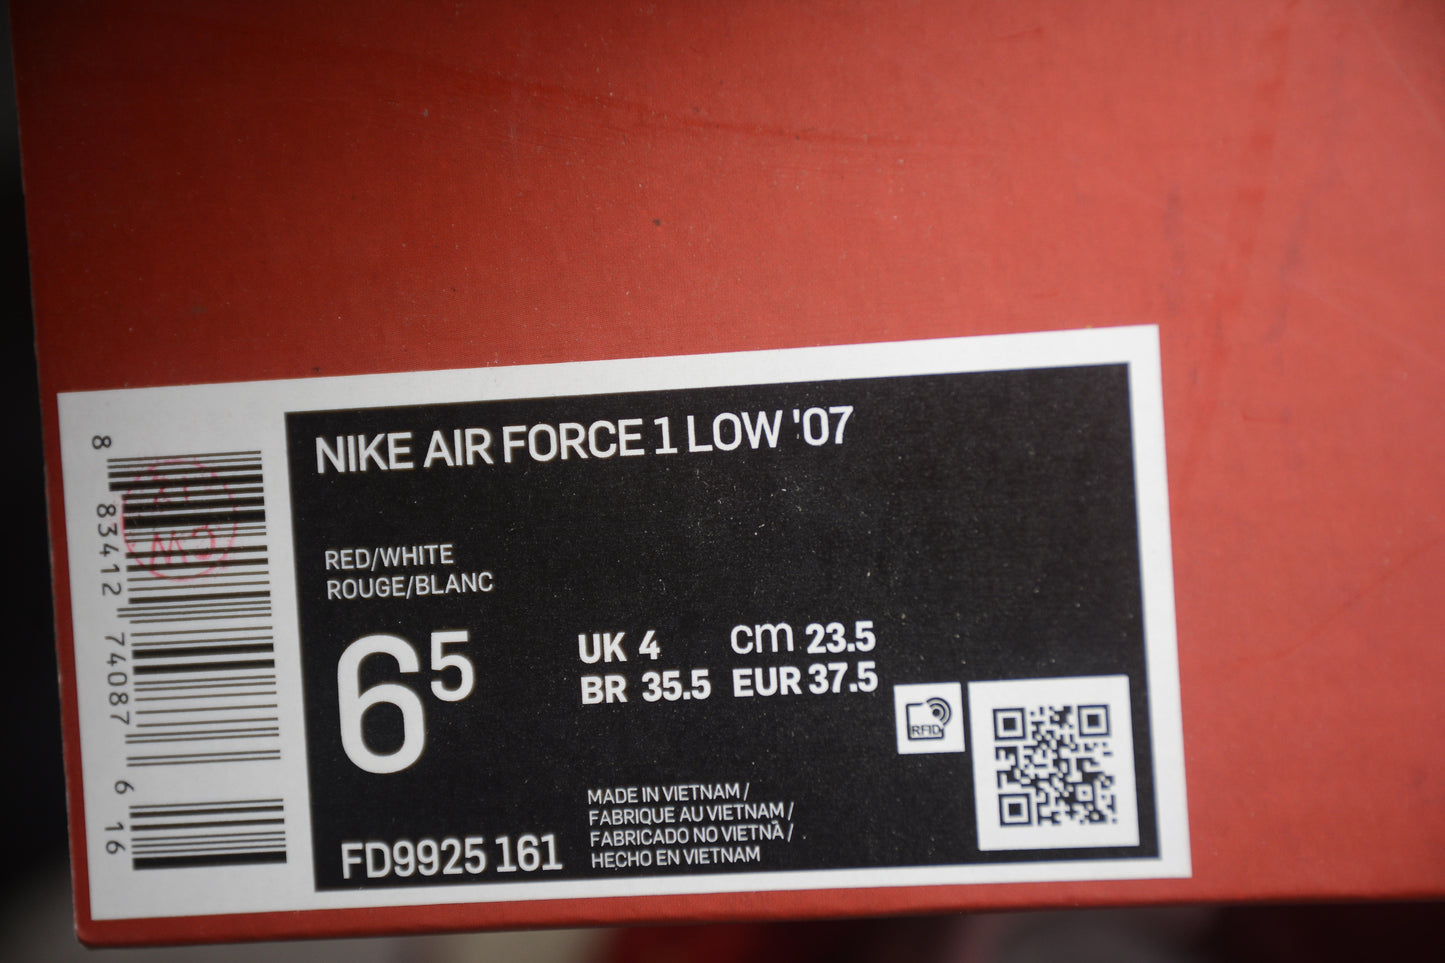 NIKE AIR FORCE 1 LOW '07
RED/WHITE
ROUGE/BLANC
6 5
UK 4 cm 23.5
BR 35.5 EUR 37.5
RFID
MADE IN VIETNAM /
FABRIQUE AU VIETNAM /
FABRICADO NO VIETNÃ /
HECHO EN VIETNAM
FD9925 161
8 83412 74087 6 16